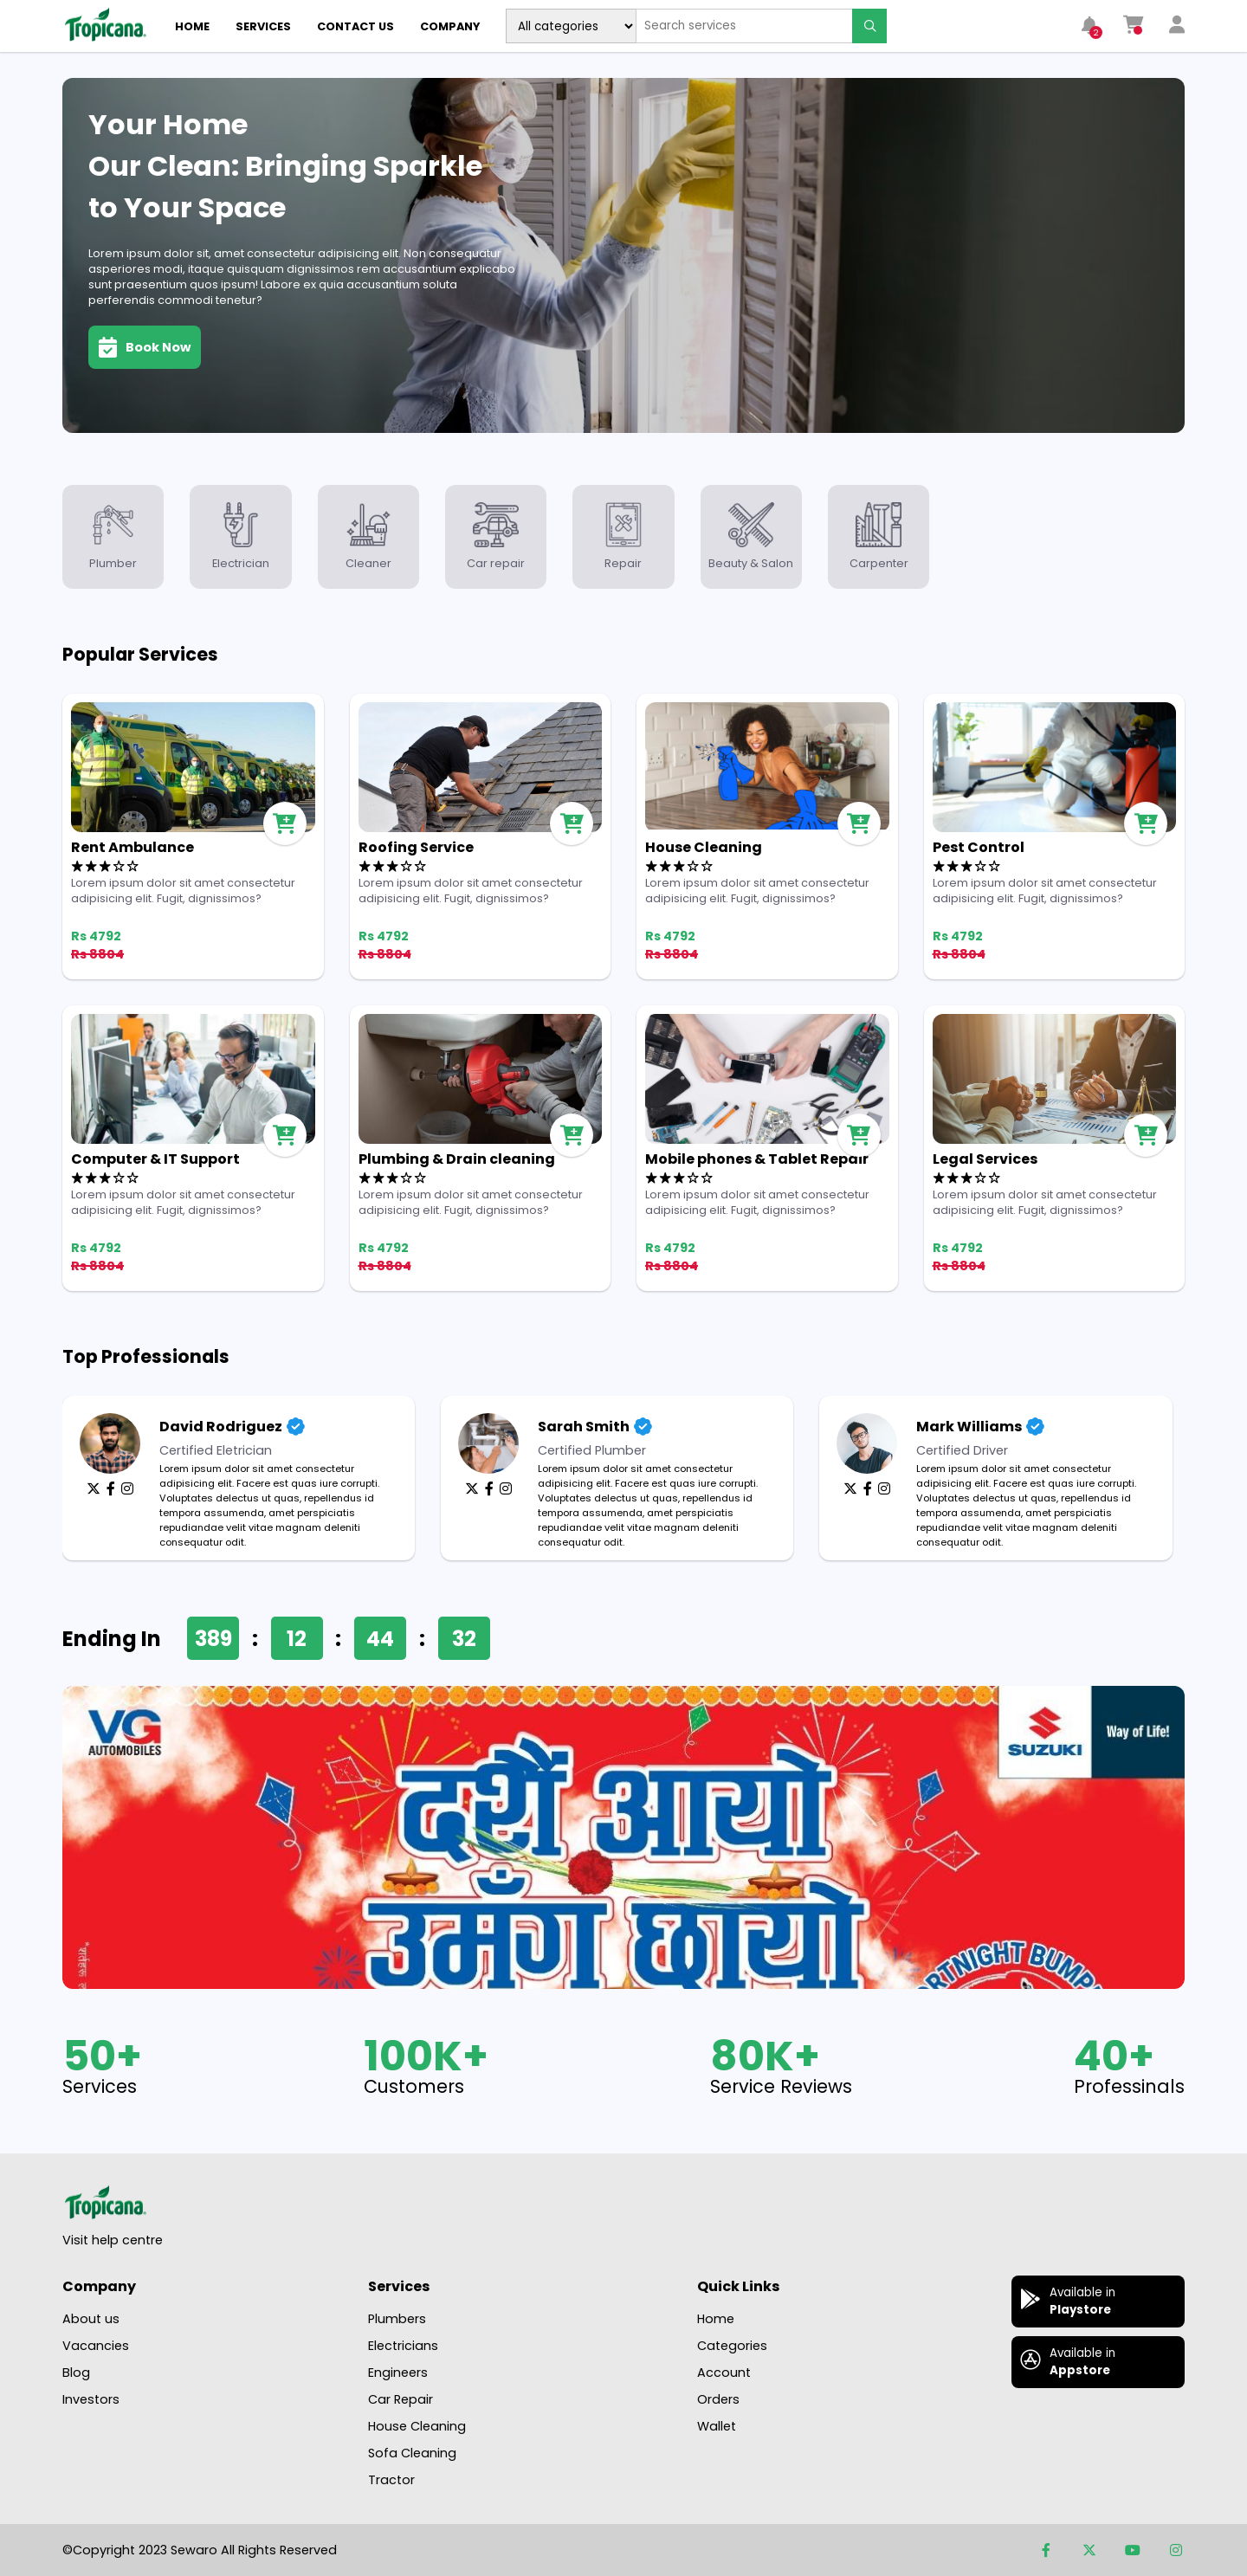 Tropicana.
HOME
SERVICES
CONTACT US
COMPANY
All categories
Search services
2
Your Home
Our Clean: Bringing Sparkle
to Your Space
Lorem ipsum dolor sit, amet consectetur adipisicing elit. Non consequatur
asperiores modi, itaque quisquam dignissimos rem accusantium explicabo
sunt praesentium quos ipsum! Labore ex quia accusantium soluta
perferendis commodi tenetur?
Book Now
Plumber
Electrician
Cleaner
Car repair
Repair
Beauty & Salon
Carpenter
Popular Services
Rent Ambulance
Lorem ipsum dolor sit amet consectetur
adipisicing elit. Fugit, dignissimos?
Rs 4792
Rs 8804
Roofing Service
Lorem ipsum dolor sit amet consectetur
adipisicing elit. Fugit, dignissimos?
Rs 4792
Rs 8804
House Cleaning
Lorem ipsum dolor sit amet consectetur
adipisicing elit. Fugit, dignissimos?
Rs 4792
Rs 8804
Pest Control
Lorem ipsum dolor sit amet consectetur
adipisicing elit. Fugit, dignissimos?
Rs 4792
Rs 8804
Computer & IT Support
Lorem ipsum dolor sit amet consectetur
adipisicing elit. Fugit, dignissimos?
Rs 4792
Rs 8804
Plumbing & Drain cleaning
Lorem ipsum dolor sit amet consectetur
adipisicing elit. Fugit, dignissimos?
Rs 4792
Rs 8804
Mobile phones & Tablet Repair
Lorem ipsum dolor sit amet consectetur
adipisicing elit. Fugit, dignissimos?
Rs 4792
Rs 8804
Legal Services
Lorem ipsum dolor sit amet consectetur
adipisicing elit. Fugit, dignissimos?
Rs 4792
Rs 8804
Top Professionals
David Rodriguez
Certified Eletrician
Lorem ipsum dolor sit amet consectetur
adipisicing elit. Facere est quas iure corrupti.
Voluptates delectus ut quas, repellendus id
tempora assumenda, amet perspiciatis
repudiandae velit vitae magnam deleniti
consequatur odit.
Sarah Smith
Certified Plumber
Lorem ipsum dolor sit amet consectetur
adipisicing elit. Facere est quas iure corrupti.
Voluptates delectus ut quas, repellendus id
tempora assumenda, amet perspiciatis
repudiandae velit vitae magnam deleniti
consequatur odit.
Mark Williams
Certified Driver
Lorem ipsum dolor sit amet consectetur
adipisicing elit. Facere est quas iure corrupti.
Voluptates delectus ut quas, repellendus id
tempora assumenda, amet perspiciatis
repudiandae velit vitae magnam deleniti
consequatur odit.
Ending In 389 : 12 : 44 : 32
VG
AUTOMOBILES
SUZUKI
Way of Life!
दशैँ आयो
उमँग छायो
50+
Services
100K+
Customers
80K+
Service Reviews
40+
Professinals
Tropicana.
Visit help centre
Company
About us
Vacancies
Blog
Investors
Services
Plumbers
Electricians
Engineers
Car Repair
House Cleaning
Sofa Cleaning
Tractor
Quick Links
Home
Categories
Account
Orders
Wallet
Available in
Playstore
Available in
Appstore
©Copyright 2023 Sewaro All Rights Reserved